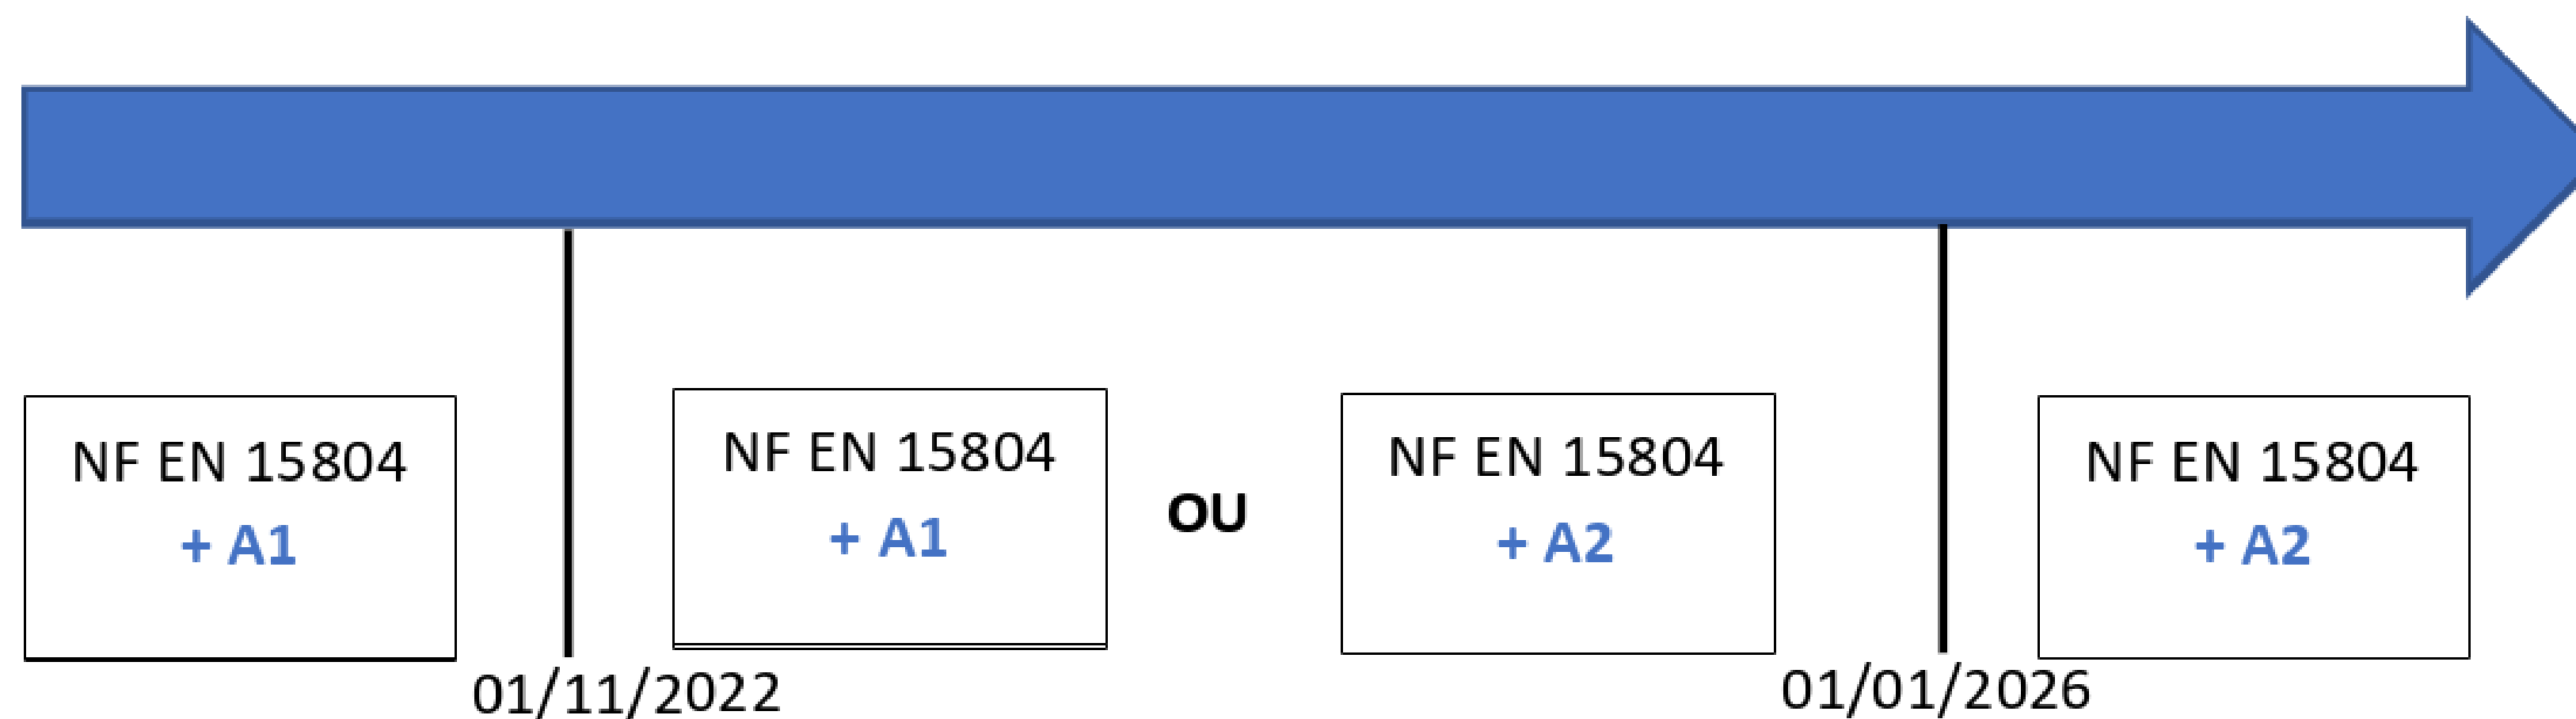 NF EN 15804
+ A1
01/11/2022
NF EN 15804
+ A1
OU
NF EN 15804
+ A2
01/01/2026
NF EN 15804
+ A2